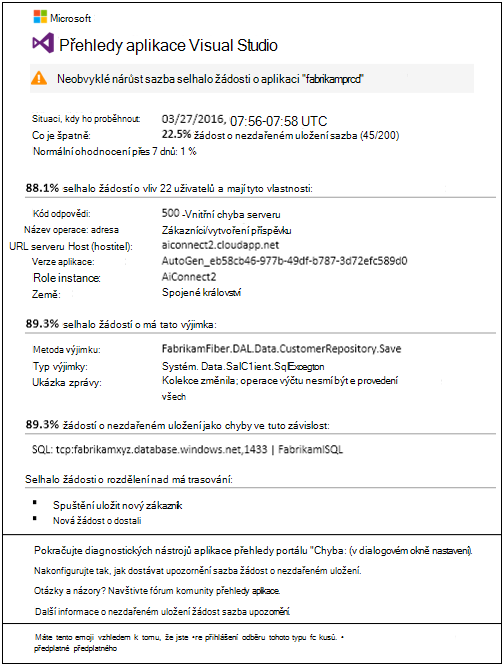 Microsoft
Přehledy aplikace Visual Studio
Neobvyklé nárůst sazba selhalo žádosti o aplikaci "fabrikamprcd"
Situaci, kdy ho proběhnout: 03/27/2016, 07:56-07:58 UTC
Co je špatně: 22.5% žádost o nezdařeném uložení sazba (45/200)
Normální ohodnocení přes 7 dnů: 1 %
88.1% selhalo žádostí o vliv 22 uživatelů a mají tyto vlastnosti:
Kód odpovědi: 500 -Vnitřní chyba serveru
Název operace: adresa Zákazníci/vytvoření příspěvku
URL serveru Host (hostitel): aiconnect2.cloudapp.net
Verze aplikace: AutoGen_eb58cb46-977b-49df-b787-3d72efc589d0
Role instance: AiConnect2
Země: Spojené království
89.3% selhalo žádostí o má tato výjimka:
Metoda výjimku: FabrikamFiber.DAL.Data.CustomerRepository.Save
Typ výjimky: Systém. Data.SalC1ient.SqlExcegton
Ukázka zprávy: Kolekce změnila; operace výčtu nesmí být e provedení
všech
89.3% žádostí o nezdařeném uložení jako chyby ve tuto závislost:
SQL: tcp:fabrikamxyz.database.windows.net,1433 | FabrikamISQL
Selhalo žádostí o rozdělení nad má trasování:
▪ Spuštění uložit nový zákazník
▪ Nová žádost o dostali
Pokračujte diagnostických nástrojů aplikace přehledy portálu "Chyba: (v dialogovém okně nastavení).
Nakonfigurujte tak, jak dostávat upozornění sazba žádost o nezdařeném uložení.
Otázky a názory? Navštivte fórum komunity přehledy aplikace.
Další informace o nezdařeném uložení žádost sazba upozornění.
Máte tento emoji vzhledem k tomu, že jste •re přihlášení odběru tohoto typu fc kusů. •
předplatné předplatného